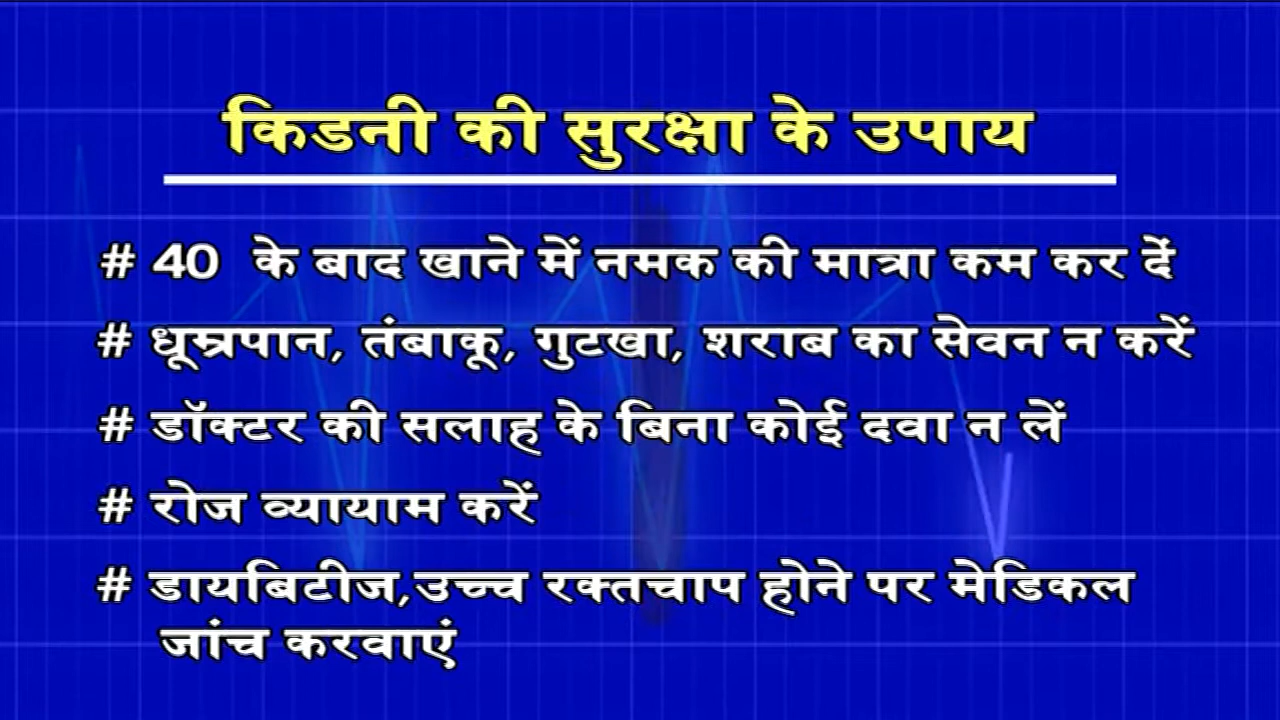 किडनी की सुरक्षा के उपाय
# 40 के बाद खाने में नमक की मात्रा कम कर दें
# धूम्रपान, तंबाकू, गुटखा, शराब का सेवन न करें
# डॉक्टर की सलाह के बिना कोई दवा न लें
# रोज व्यायाम करें
# डायबिटीज,उच्च रक्तचाप होने पर मेडिकल
जांच करवाएं